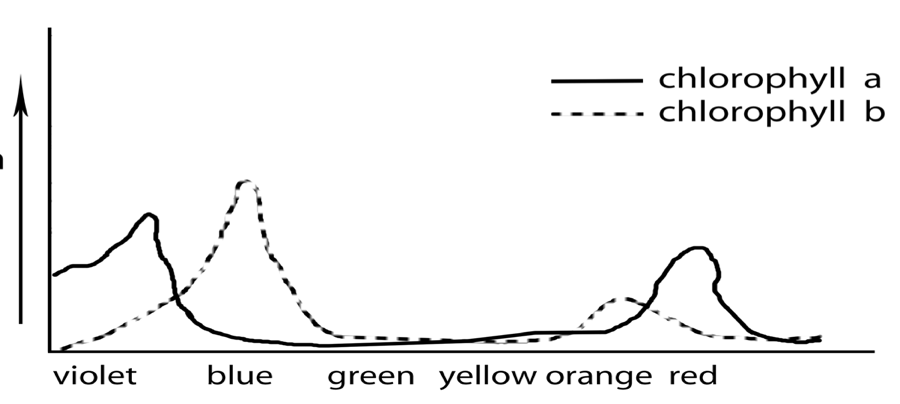 chlorophyll a
chlorophyll b
violet blue green yellow orange red